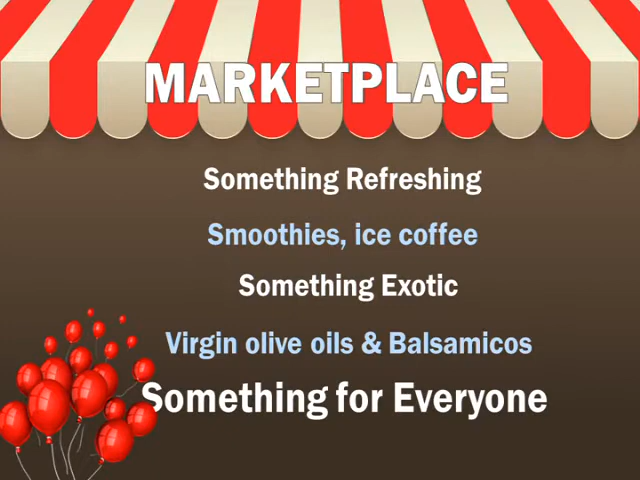 MARKETPLACE
Something Refreshing
Smoothies, ice coffee
Something Exotic
Virgin olive oils & Balsamicos
Something for Everyone